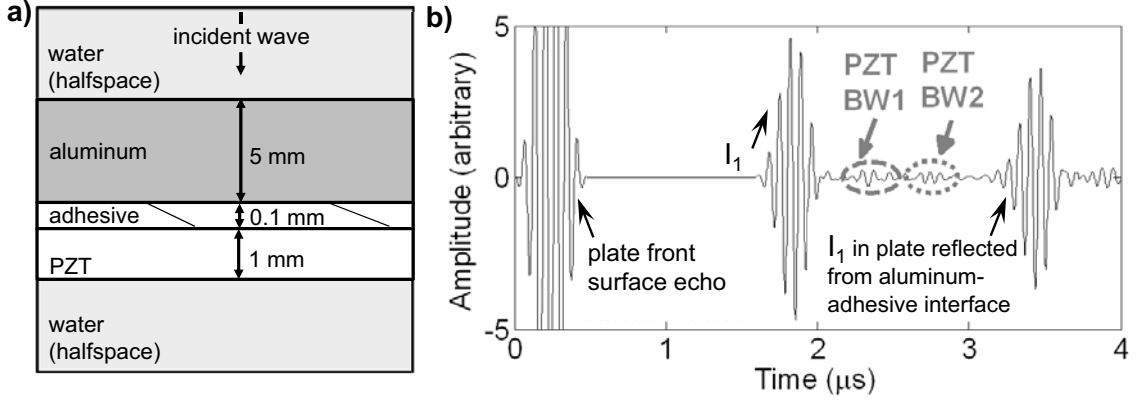 a)
incident wave
water
(halfspace)
aluminum
5 mm
adhesive
0.1 mm
PZT
1 mm
water
(halfspace)
b)
Amplitude (arbitrary)
5
0
-5
I1
PZT
BW1
PZT
BW2
plate front
surface echo
I1 in plate reflected
from aluminum-
adhesive interface
0
1
2
3
4
Time (μs)